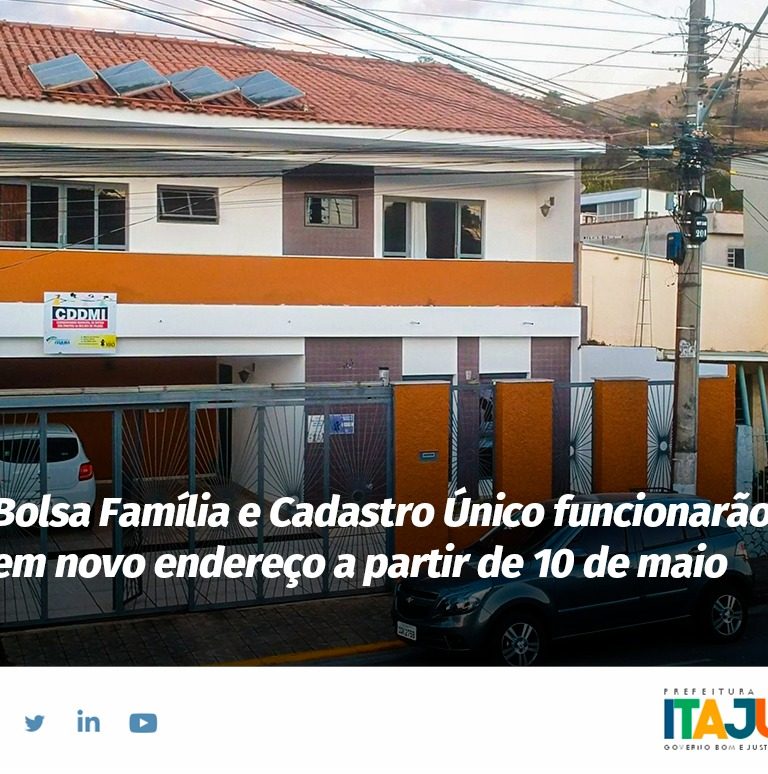 CDDMI
Bolsa Família e Cadastro Único funcionarão
em novo endereço a partir de 10 de maio
in
PREFEITURA
ITAJU
GOVERNO BOM E JUST